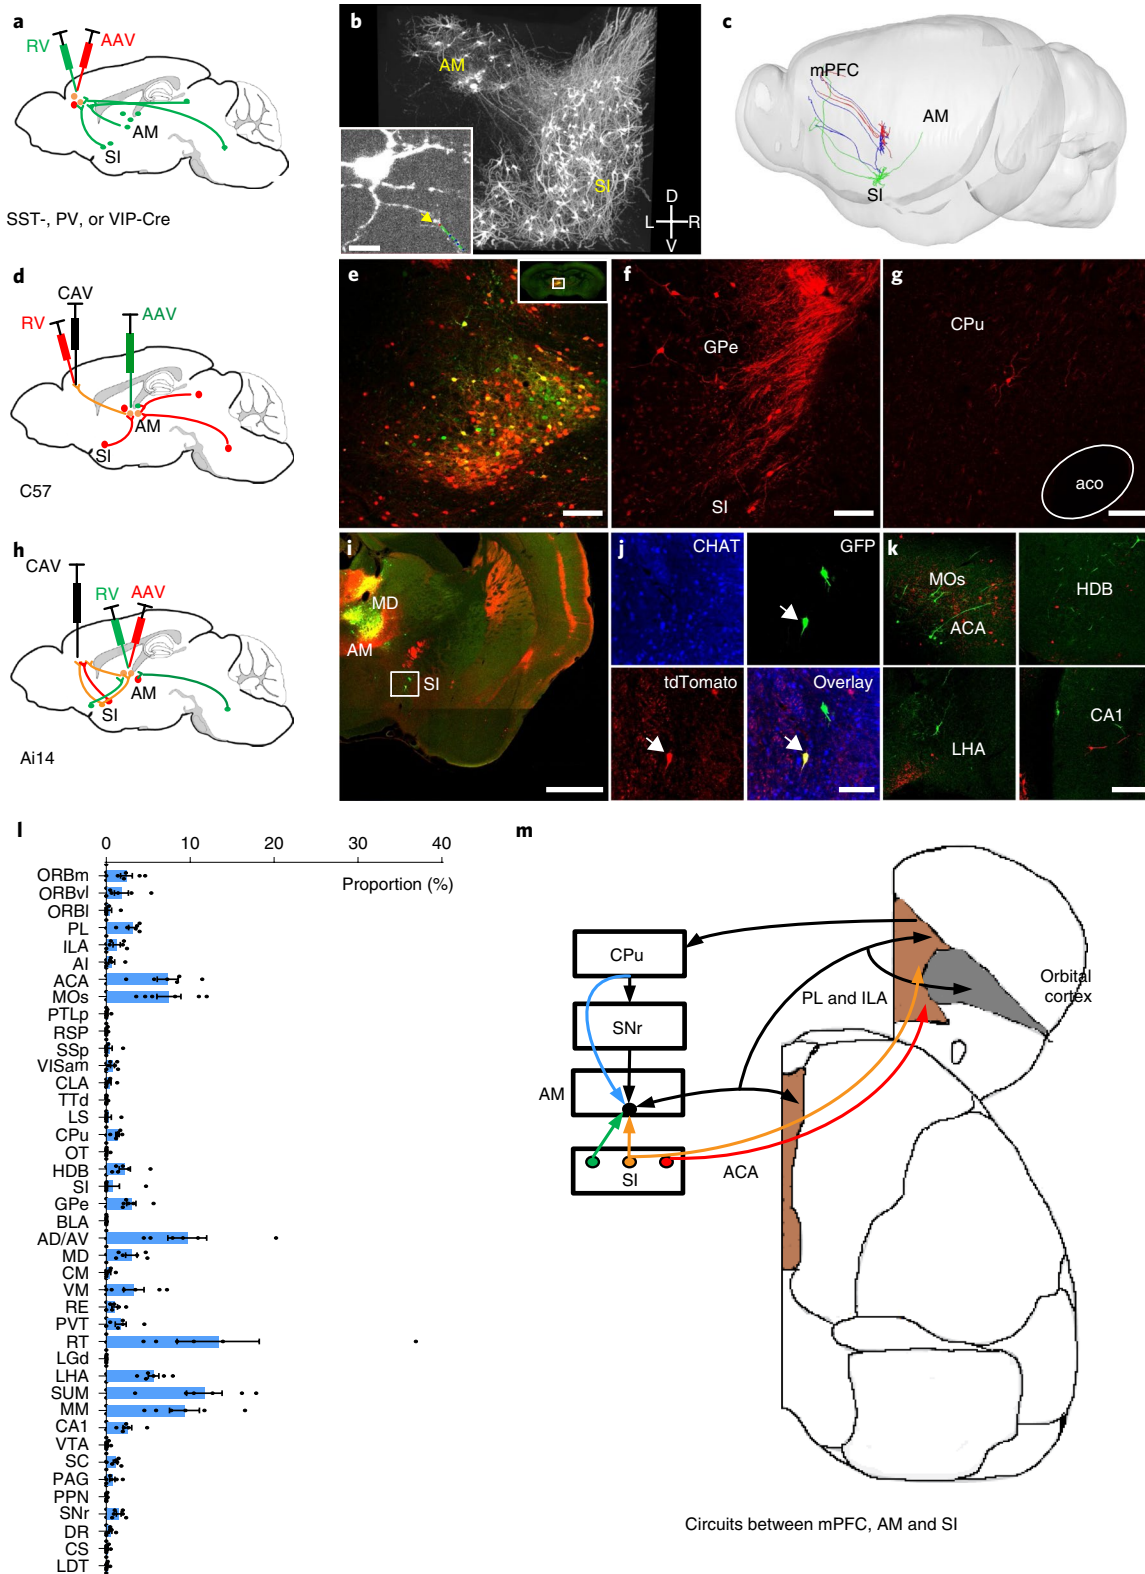 a
RV
AAV
AM
SI
SST-, PV, or VIP-Cre
b
AM
SI
D
L
R
V
c
mPFC
AM
SI
d
CAV
RV
AAV
AM
SI
C57
e
f
GPe
SI
g
CPu
aco
h
CAV
RV
AAV
AM
SI
Ai14
i
MD
AM
SI
j
CHAT
GFP
tdTomato
Overlay
k
MOs
ACA
HDB
LHA
CA1
l
0
10
20
30
40
Proportion (%)
ORBm
ORBvl
ORBl
PL
ILA
AI
ACA
MOs
PTLp
RSP
SSp
VISam
CLA
TTd
LS
CPu
OT
HDB
SI
GPe
BLA
AD/AV
MD
CM
VM
RE
PVT
RT
LGd
LHA
SUM
MM
CA1
VTA
SC
PAG
PPN
SNr
DR
CS
LDT
m
CPu
SNr
AM
SI
PL and ILA
Orbital
cortex
ACA
Circuits between mPFC, AM and SI